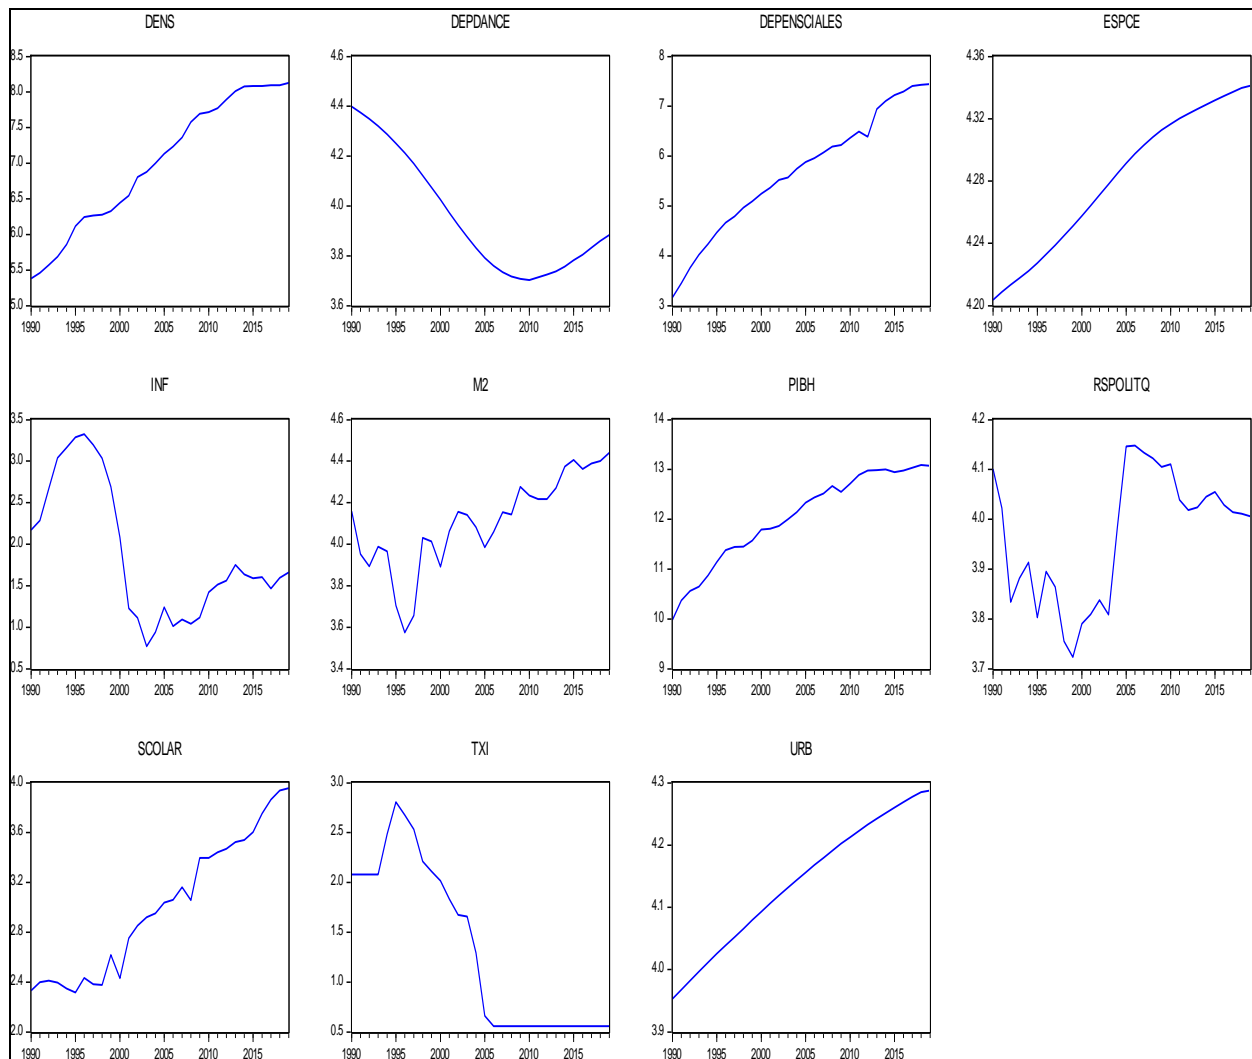 DENS DEPDANCE DEPENSCIALES ESPCE
8.5 4.6 8 4.36
8.0
7.5 4.4 7 4.32
7.0 4.2 6 4.28
6.5
6.0 4.0 5 4.24
5.5 3.8 4
5.0 3.6 3 4.20
1990 1995 2000 2005 2010 2015 1990 1995 2000 2005 2010 2015 1990 1995 2000 2005 2010 2015 1990 1995 2000 2005 2010 2015
INF M2 PIBH RSPOLITQ
3.5 4.6 14 4.2
3.0 4.4 13 4.1
2.5 4.2 12 4.0
2.0 4.0
1.5 3.8 11 3.9
1.0 3.6 10 3.8
0.5 3.4 9 3.7
1990 1995 2000 2005 2010 2015 1990 1995 2000 2005 2010 2015 1990 1995 2000 2005 2010 2015 1990 1995 2000 2005 2010 2015
SCOLAR TXI URB
4.0 3.0 4.3
3.6 2.5 4.2
3.2 2.0 4.1
2.8 1.5
2.4 1.0 4.0
2.0 0.5 3.9
1990 1995 2000 2005 2010 2015 1990 1995 2000 2005 2010 2015 1990 1995 2000 2005 2010 2015